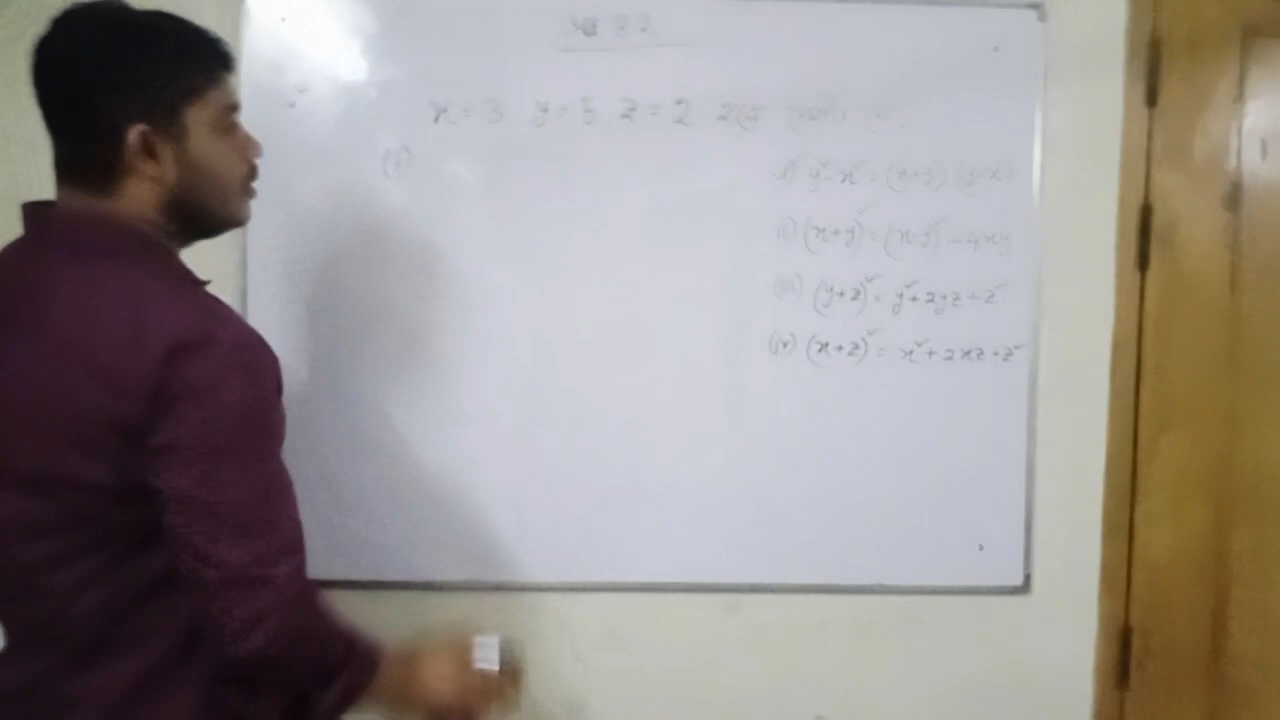 x = 3 y = 5 z = 2
(i)
i) y² - x² = (x+y) (y-x)
ii) (x+y)² = (x-y)² + 4xy
(iii) (y+z)² = y² + 2yz + z²
(iv) (x+z)² = x² + 2xz + z²